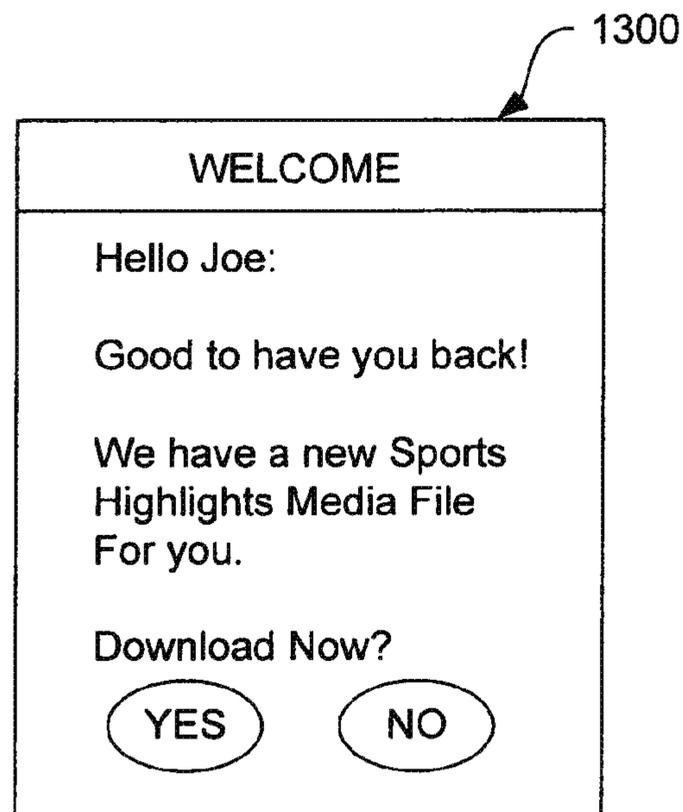 1300
WELCOME
Hello Joe:
Good to have you back!
We have a new Sports
Highlights Media File
For you.
Download Now?
YES NO